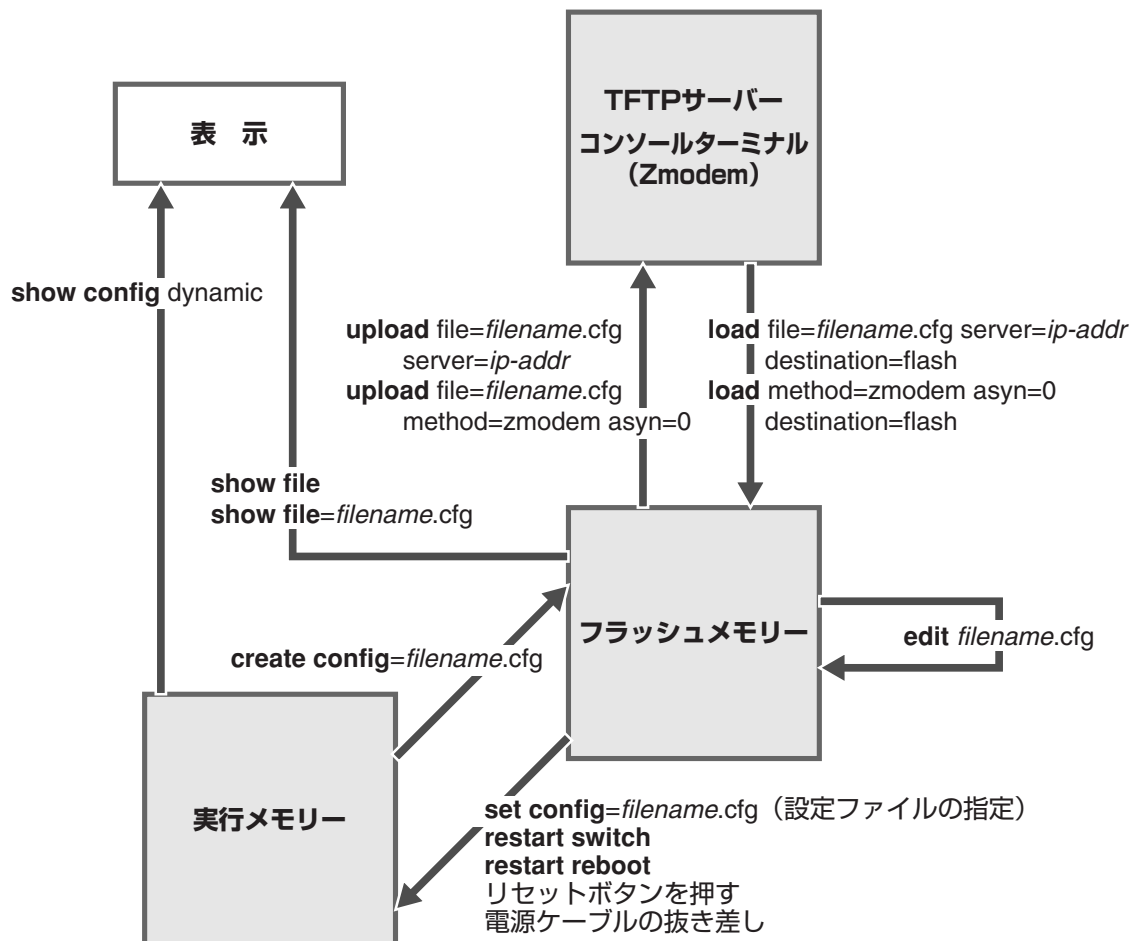 表 示
TFTPサーバー
コンソールターミナル
（Zmodem）
show config dynamic
upload file=filename.cfg
server=ip-addr
upload file=filename.cfg
method=zmodem asyn=0
load file=filename.cfg server=ip-addr
destination=flash
load method=zmodem asyn=0
destination=flash
show file
show file=filename.cfg
フラッシュメモリー
edit filename.cfg
create config=filename.cfg
実行メモリー
set config=filename.cfg（設定ファイルの指定）
restart switch
restart reboot
リセットボタンを押す
電源ケーブルの抜き差し